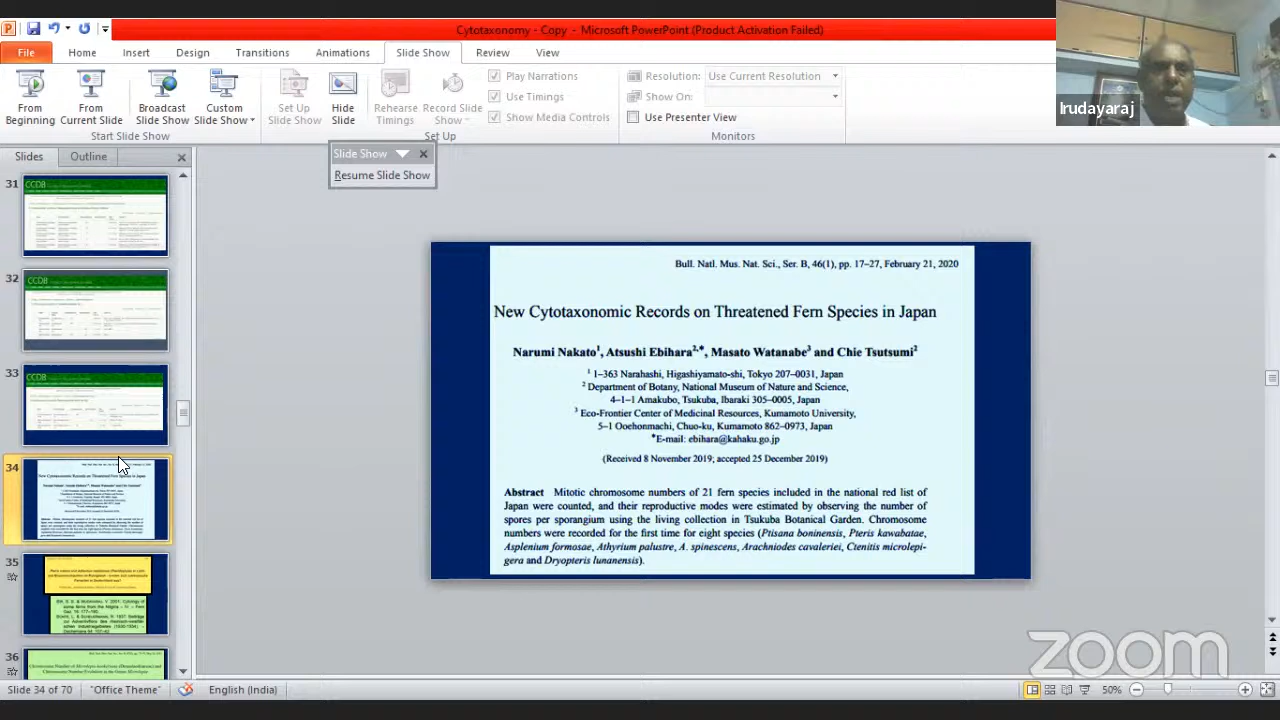 Cytotaxonomy - Copy - Microsoft PowerPoint (Product Activation Failed)
File Home Insert Design Transitions Animations Slide Show Review View
From Beginning
From Current Slide
Broadcast Slide Show
Custom Slide Show
Set Up Slide Show
Hide Slide
Rehearse Timings
Record Slide Show
Play Narrations
Use Timings
Show Media Controls
Resolution: Use Current Resolution
Show On:
Use Presenter View
Start Slide Show
Set Up
Monitors
Irudayaraj
Slides Outline
Slide Show
Resume Slide Show
31
CCDB
32
CCDB
33
CCDB
34
35
36
Bull. Natl. Mus. Nat. Sci., Ser. B, 46(1), pp. 17–27, February 21, 2020
New Cytotaxonomic Records on Threatened Fern Species in Japan
Narumi Nakato1, Atsushi Ebihara2,*, Masato Watanabe3 and Chie Tsutsumi2
1 1–363 Narahashi, Higashiyamato-shi, Tokyo 207–0031, Japan
2 Department of Botany, National Museum of Nature and Science,
4–1–1 Amakubo, Tsukuba, Ibaraki 305–0005, Japan
3 Eco-Frontier Center of Medicinal Resources, Kumamoto University,
5–1 Ooehonmachi, Chuo-ku, Kumamoto 862–0973, Japan
*E-mail: ebihara@kahaku.go.jp
(Received 8 November 2019; accepted 25 December 2019)
Abstract Mitotic chromosome numbers of 21 fern species included in the national red list of
Japan were counted, and their reproductive modes were estimated by observing the number of
spores per sporangium using the living collection in Tsukuba Botanical Garden. Chromosome
numbers were recorded for the first time for eight species (Ptisana boninensis, Pteris kawabatae,
Asplenium formosae, Athyrium palustre, A. spinescens, Arachniodes cavaleriei, Ctenitis microlepi-
gera and Dryopteris lunanensis).
zoom
Slide 34 of 70 "Office Theme" English (India) 50%